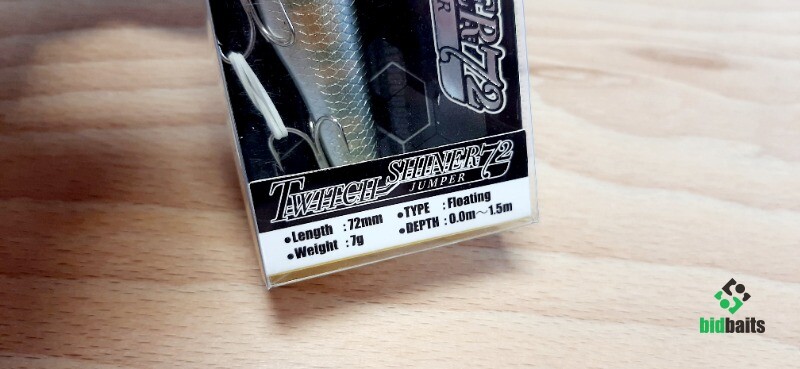 TWITCH SHINER 72
JUMPER
•Length : 72mm
•Weight : 7g
•TYPE : Floating
•DEPTH : 0.0m～1.5m
bidbaits